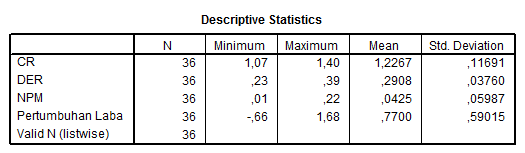 Descriptive Statistics
N Minimum Maximum Mean Std. Deviation
CR 36 1,07 1,40 1,2267 ,11691
DER 36 ,23 ,39 ,2908 ,03760
NPM 36 ,01 ,22 ,0425 ,05987
Pertumbuhan Laba 36 -,66 1,68 ,7700 ,59015
Valid N (listwise) 36